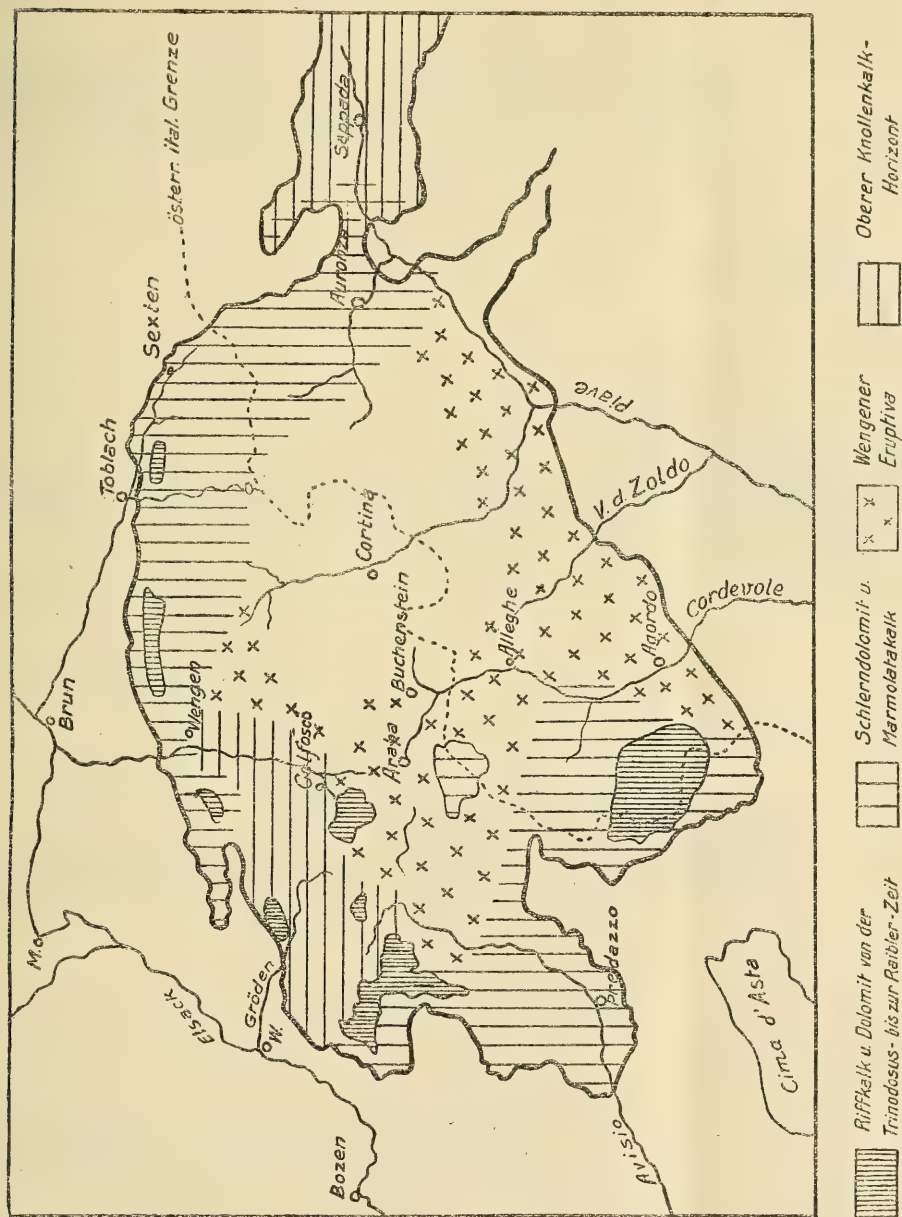 Österr. ital. Grenze
Sexten
Toblach
Brun
M.
Eisack
Gröden
W.
Bozen
Wengen
Colfosco
Cortina
Auronzo
Sappada
Buchenstein
Araba
Alleghe
Agordo
V. d. Zoldo
Piave
Cordevole
Predazzo
Avisio
Cima d'Asta
Riffkalk u. Dolomit von der
Trinodosus- bis zur Raibler-Zeit
Schlerndolomit u.
Marmolatakalk
Wengener
Eruptiva
Oberer Knollenkalk-
Horizont